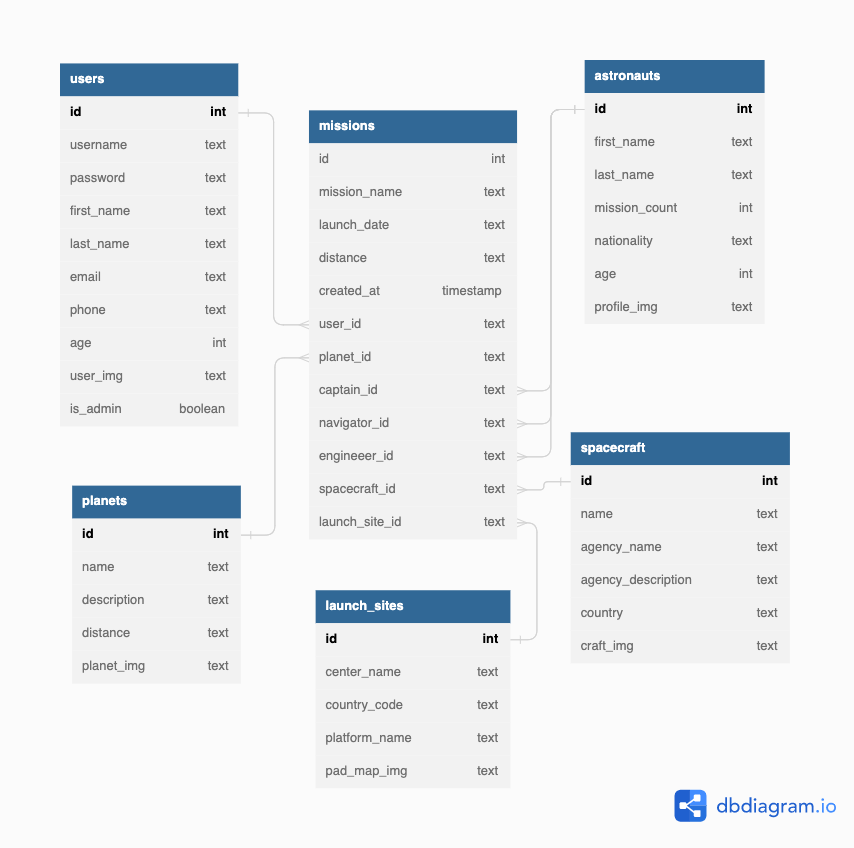 users
id int
username text
password text
first_name text
last_name text
email text
phone text
age int
user_img text
is_admin boolean
missions
id int
mission_name text
launch_date text
distance text
created_at timestamp
user_id text
planet_id text
captain_id text
navigator_id text
engineeer_id text
spacecraft_id text
launch_site_id text
astronauts
id int
first_name text
last_name text
mission_count int
nationality text
age int
profile_img text
planets
id int
name text
description text
distance text
planet_img text
launch_sites
id int
center_name text
country_code text
platform_name text
pad_map_img text
spacecraft
id int
name text
agency_name text
agency_description text
country text
craft_img text
dbdiagram.io